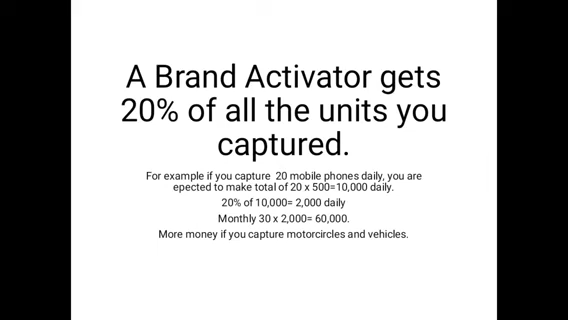 A Brand Activator gets
20% of all the units you
captured.
For example if you capture 20 mobile phones daily, you are
epected to make total of 20 x 500=10,000 daily.
20% of 10,000= 2,000 daily
Monthly 30 x 2,000= 60,000.
More money if you capture motorcircles and vehicles.